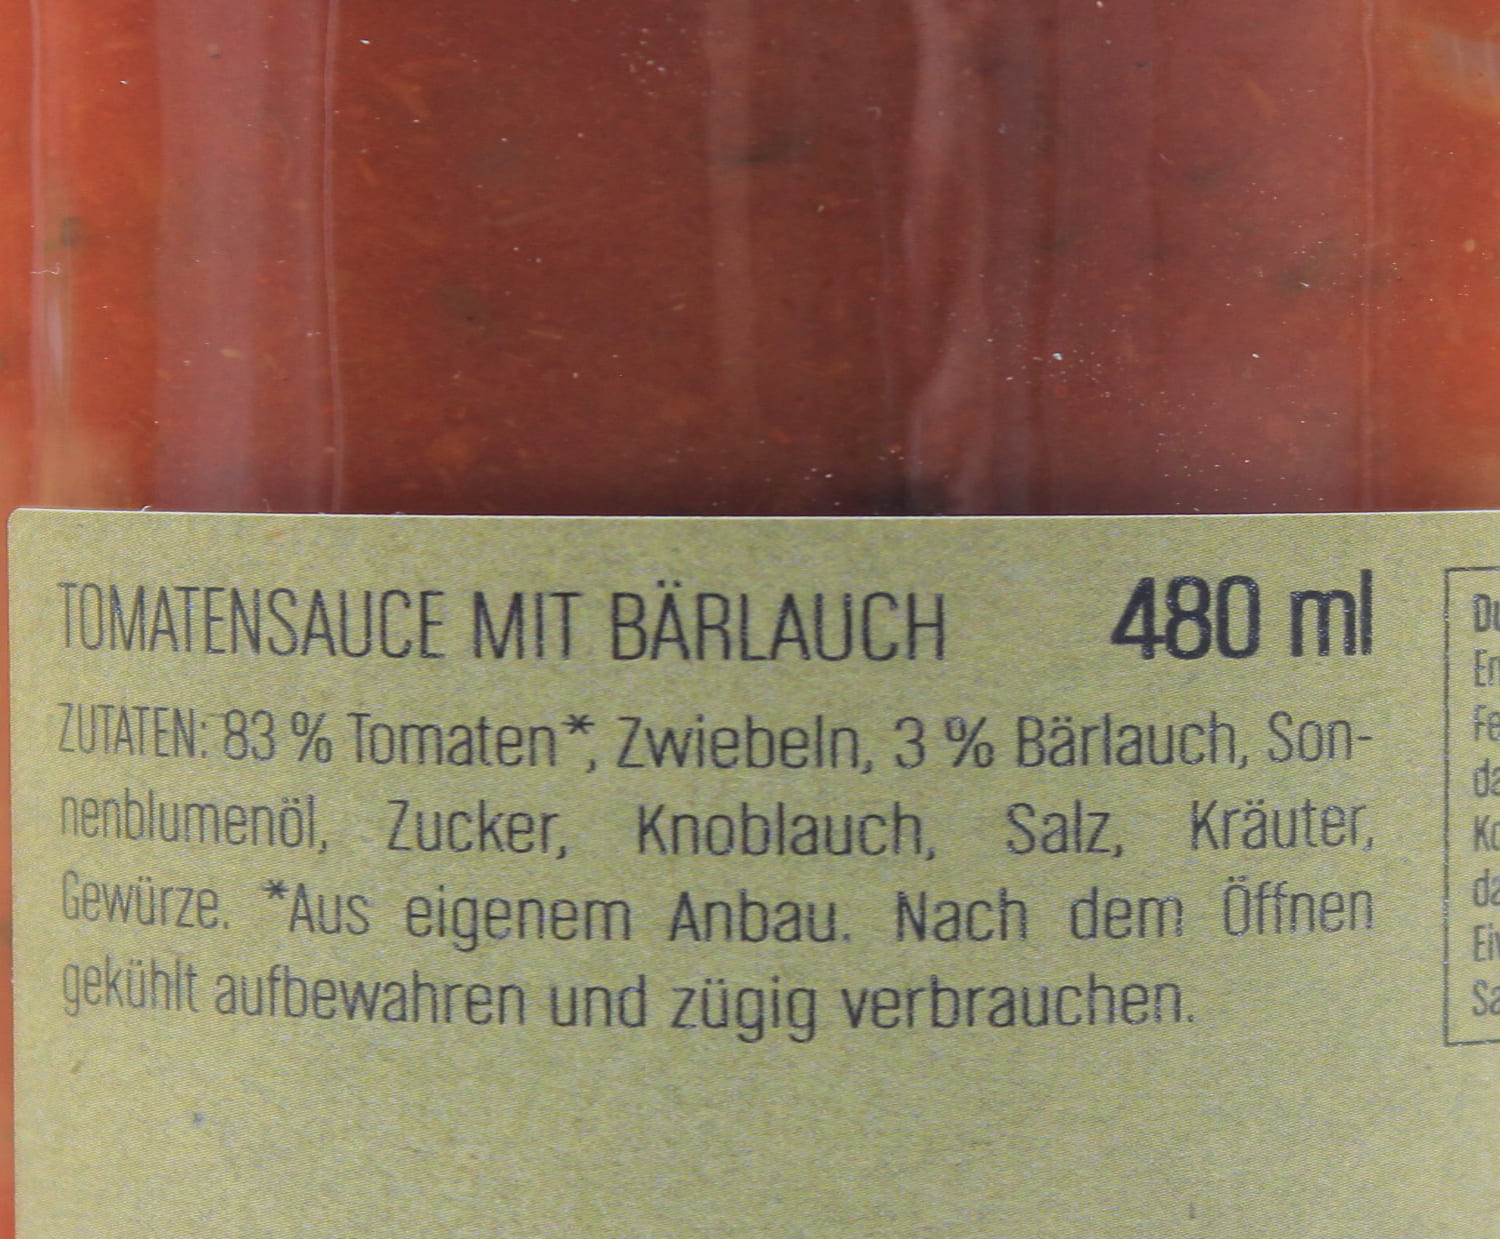 TOMATENSAUCE MIT BÄRLAUCH 480 ml
ZUTATEN: 83 % Tomaten*, Zwiebeln, 3 % Bärlauch, Son-
nenblumenöl, Zucker, Knoblauch, Salz, Kräuter,
Gewürze. *Aus eigenem Anbau. Nach dem Öffnen
gekühlt aufbewahren und zügig verbrauchen.